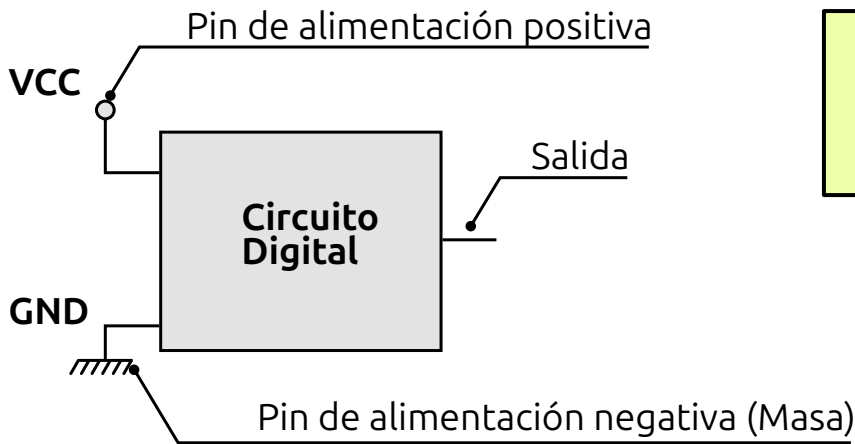 Pin de alimentación positiva
VCC
Salida
Circuito
Digital
GND
Pin de alimentación negativa (Masa)